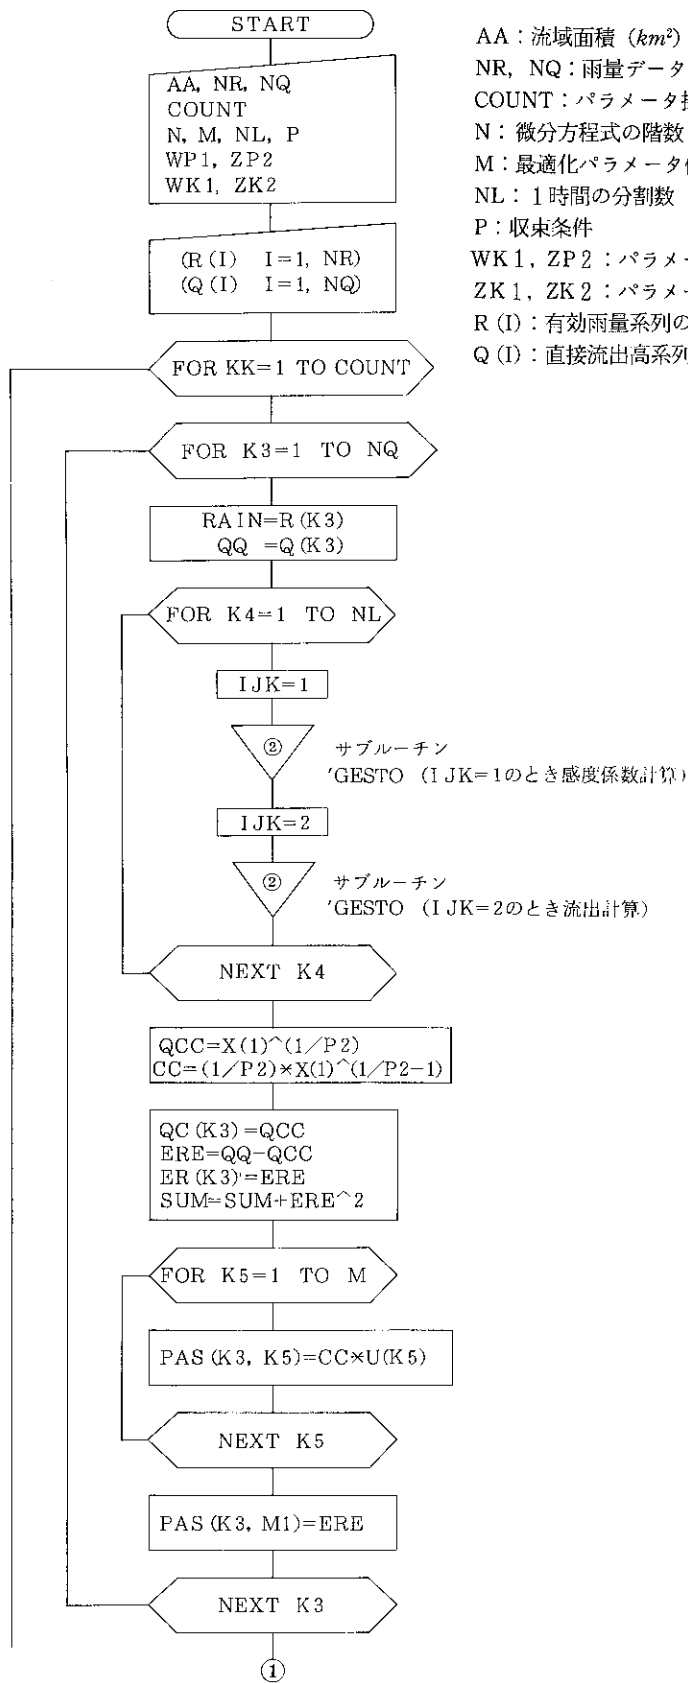 START
AA, NR, NQ
COUNT
N, M, NL, P
WP1, ZP2
WK1, ZK2
(R(I) I=1, NR)
(Q(I) I=1, NQ)
AA：流域面積 (km²)
NR, NQ：雨量データ
COUNT：パラメータ
N：微分方程式の階数
M：最適化パラメータ
NL：1時間の分割数
P：収束条件
WK1, ZP2：パラメー
ZK1, ZK2：パラメー
R(I)：有効雨量系列の
Q(I)：直接流出高系列
FOR KK=1 TO COUNT
FOR K3=1 TO NQ
RAIN=R(K3)
QQ =Q(K3)
FOR K4=1 TO NL
IJK=1
②
サブルーチン
'GESTO (IJK=1のとき感度係数計算)
IJK=2
②
サブルーチン
'GESTO (IJK=2のとき流出計算)
NEXT K4
QCC=X(1)^(1/P2)
CC=(1/P2)*X(1)^(1/P2-1)
QC(K3)=QCC
ERE=QQ-QCC
ER(K3)=ERE
SUM=SUM+ERE^2
FOR K5=1 TO M
PAS(K3, K5)=CC*U(K5)
NEXT K5
PAS(K3, M1)=ERE
NEXT K3
①